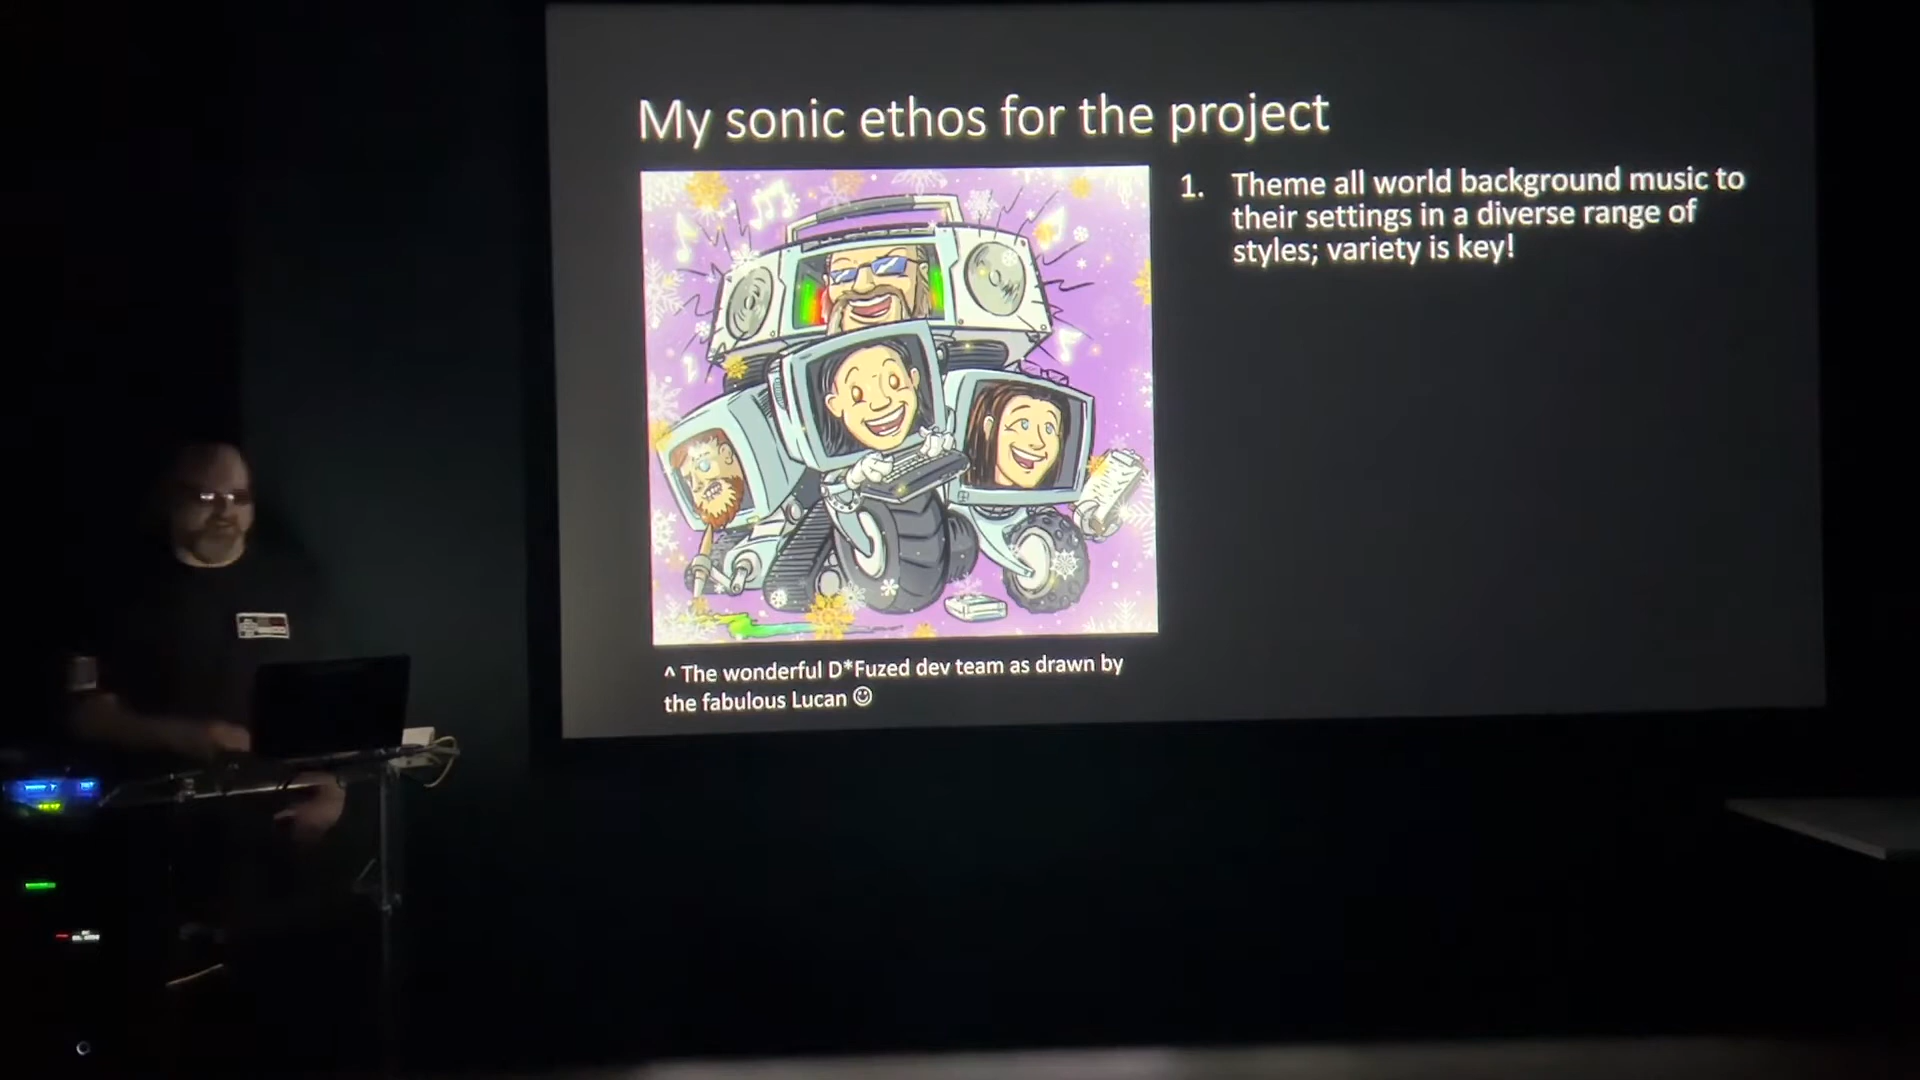 My sonic ethos for the project
1. Theme all world background music to
their settings in a diverse range of
styles; variety is key!
^ The wonderful D*Fuzed dev team as drawn by
the fabulous Lucan ☺